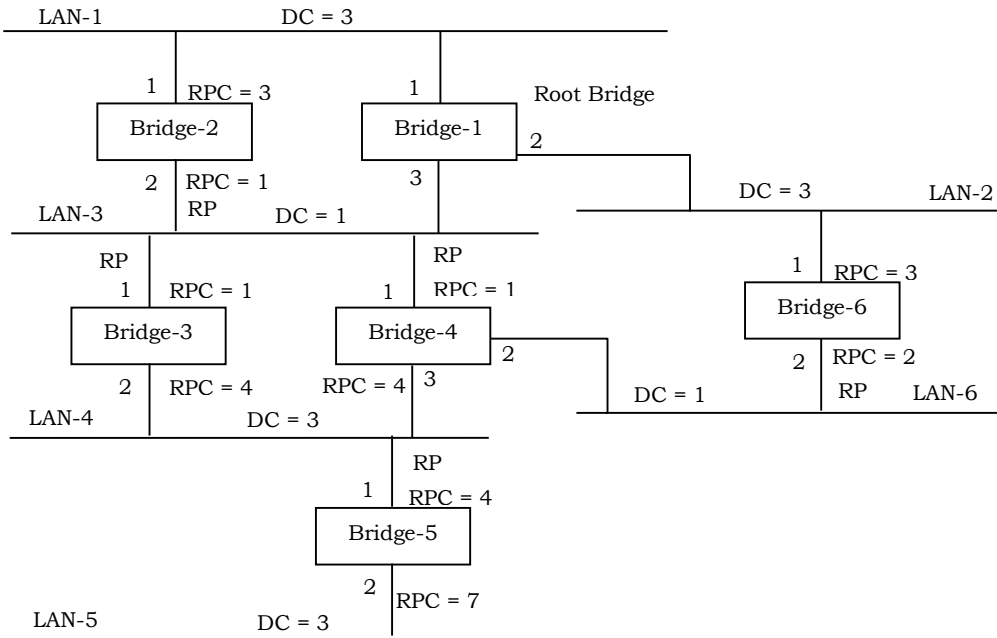 LAN-1 DC = 3
1 RPC = 3 1 Root Bridge
Bridge-2 Bridge-1 2
2 RPC = 1 3
RP
LAN-3 DC = 1 DC = 3 LAN-2
RP RP
1 RPC = 1 1 RPC = 1 1 RPC = 3
Bridge-3 Bridge-4 2 Bridge-6
2 RPC = 4 RPC = 4 3 2 RPC = 2
RP
LAN-4 DC = 3 DC = 1 LAN-6
RP
1 RPC = 4
Bridge-5
2 RPC = 7
LAN-5 DC = 3